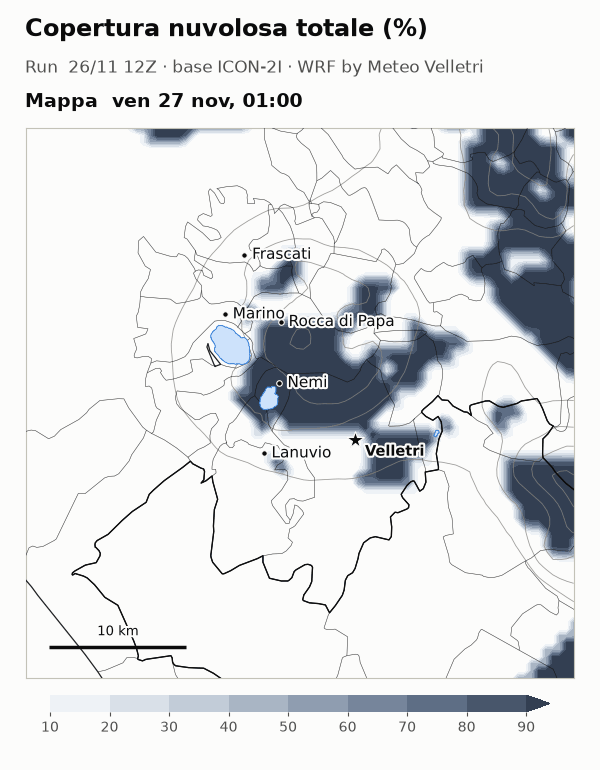 Copertura nuvolosa totale (%)
Run  26/11 12Z · base ICON-2I · WRF by Meteo Velletri
Mappa  ven 27 nov, 01:00
Frascati
Marino
Rocca di Papa
Nemi
Lanuvio
Velletri
10 km
10 20 30 40 50 60 70 80 90